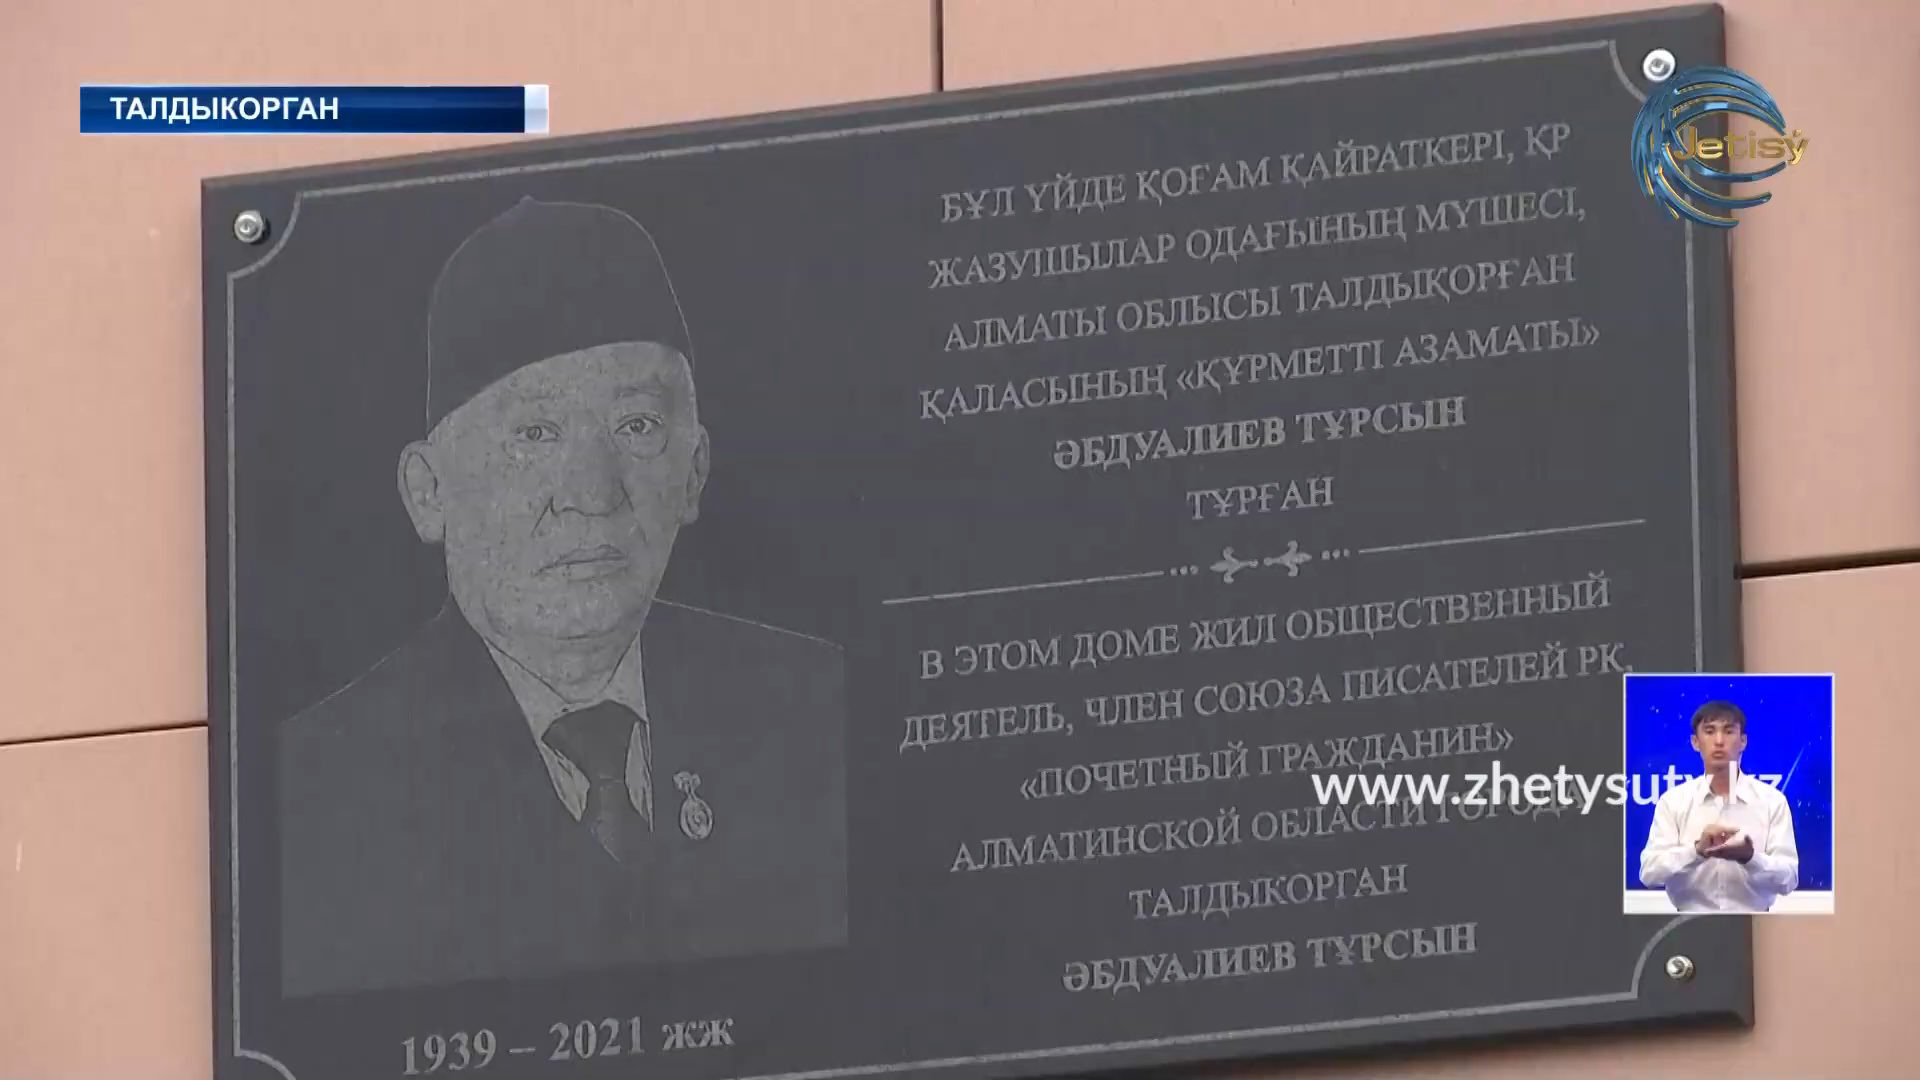 ТАЛДЫКОРГАН
Jetisý
БҰЛ ҮЙДЕ ҚОҒАМ ҚАЙРАТКЕРІ, ҚР
ЖАЗУШЫЛАР ОДАҒЫНЫҢ МҮШЕСІ,
АЛМАТЫ ОБЛЫСЫ ТАЛДЫҚОРҒАН
ҚАЛАСЫНЫҢ «ҚҰРМЕТТІ АЗАМАТЫ»
ӘБДУАЛИЕВ ТҰРСЫН
ТҰРҒАН
В ЭТОМ ДОМЕ ЖИЛ ОБЩЕСТВЕННЫЙ
ДЕЯТЕЛЬ, ЧЛЕН СОЮЗА ПИСАТЕЛЕЙ РК,
«ПОЧЕТНЫЙ ГРАЖДАНИН»
www.zhetysutv.kz
АЛМАТИНСКОЙ ОБЛАСТИ ГОРОДА
ТАЛДЫКОРГАН
ӘБДУАЛИЕВ ТҰРСЫН
1939 – 2021 жж